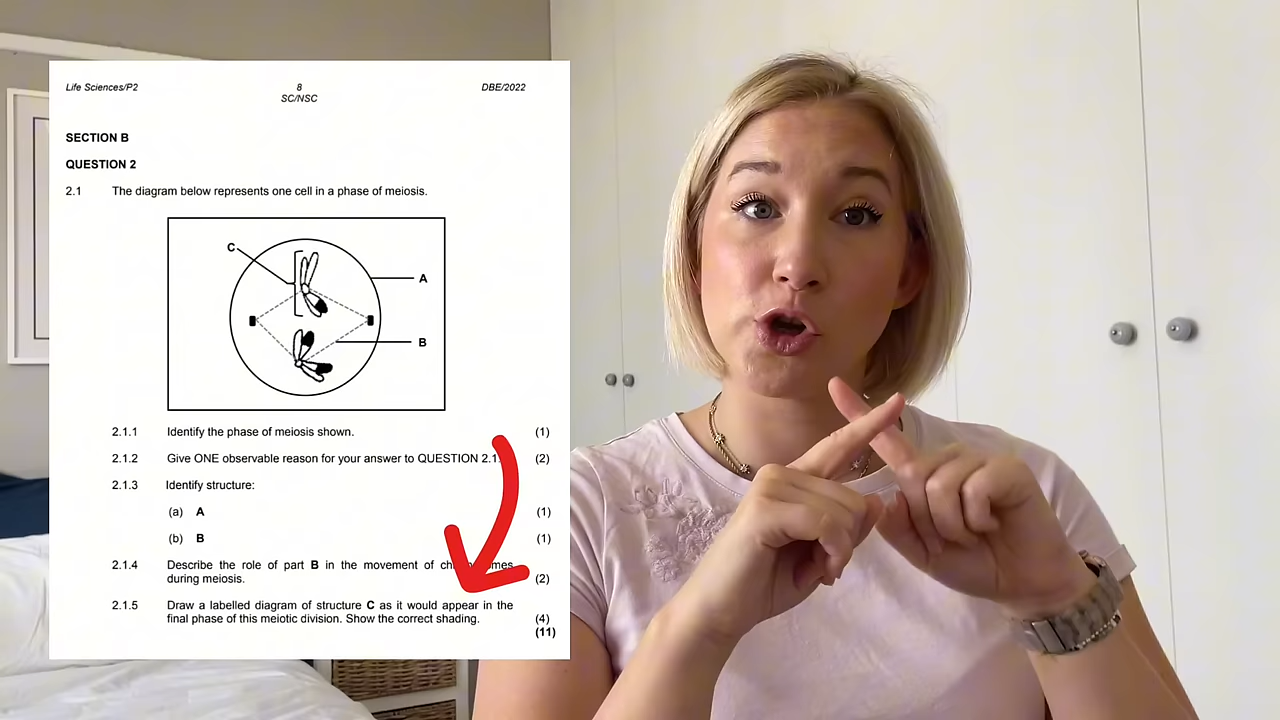 Life Sciences/P2 8 DBE/2022
SC/NSC
SECTION B
QUESTION 2
2.1 The diagram below represents one cell in a phase of meiosis.
C
A
B
2.1.1 Identify the phase of meiosis shown. (1)
2.1.2 Give ONE observable reason for your answer to QUESTION 2.1. (2)
2.1.3 Identify structure:
(a) A (1)
(b) B (1)
2.1.4 Describe the role of part B in the movement of
during meiosis. (2)
2.1.5 Draw a labelled diagram of structure C as it would appear in the
final phase of this meiotic division. Show the correct shading. (4)
(11)